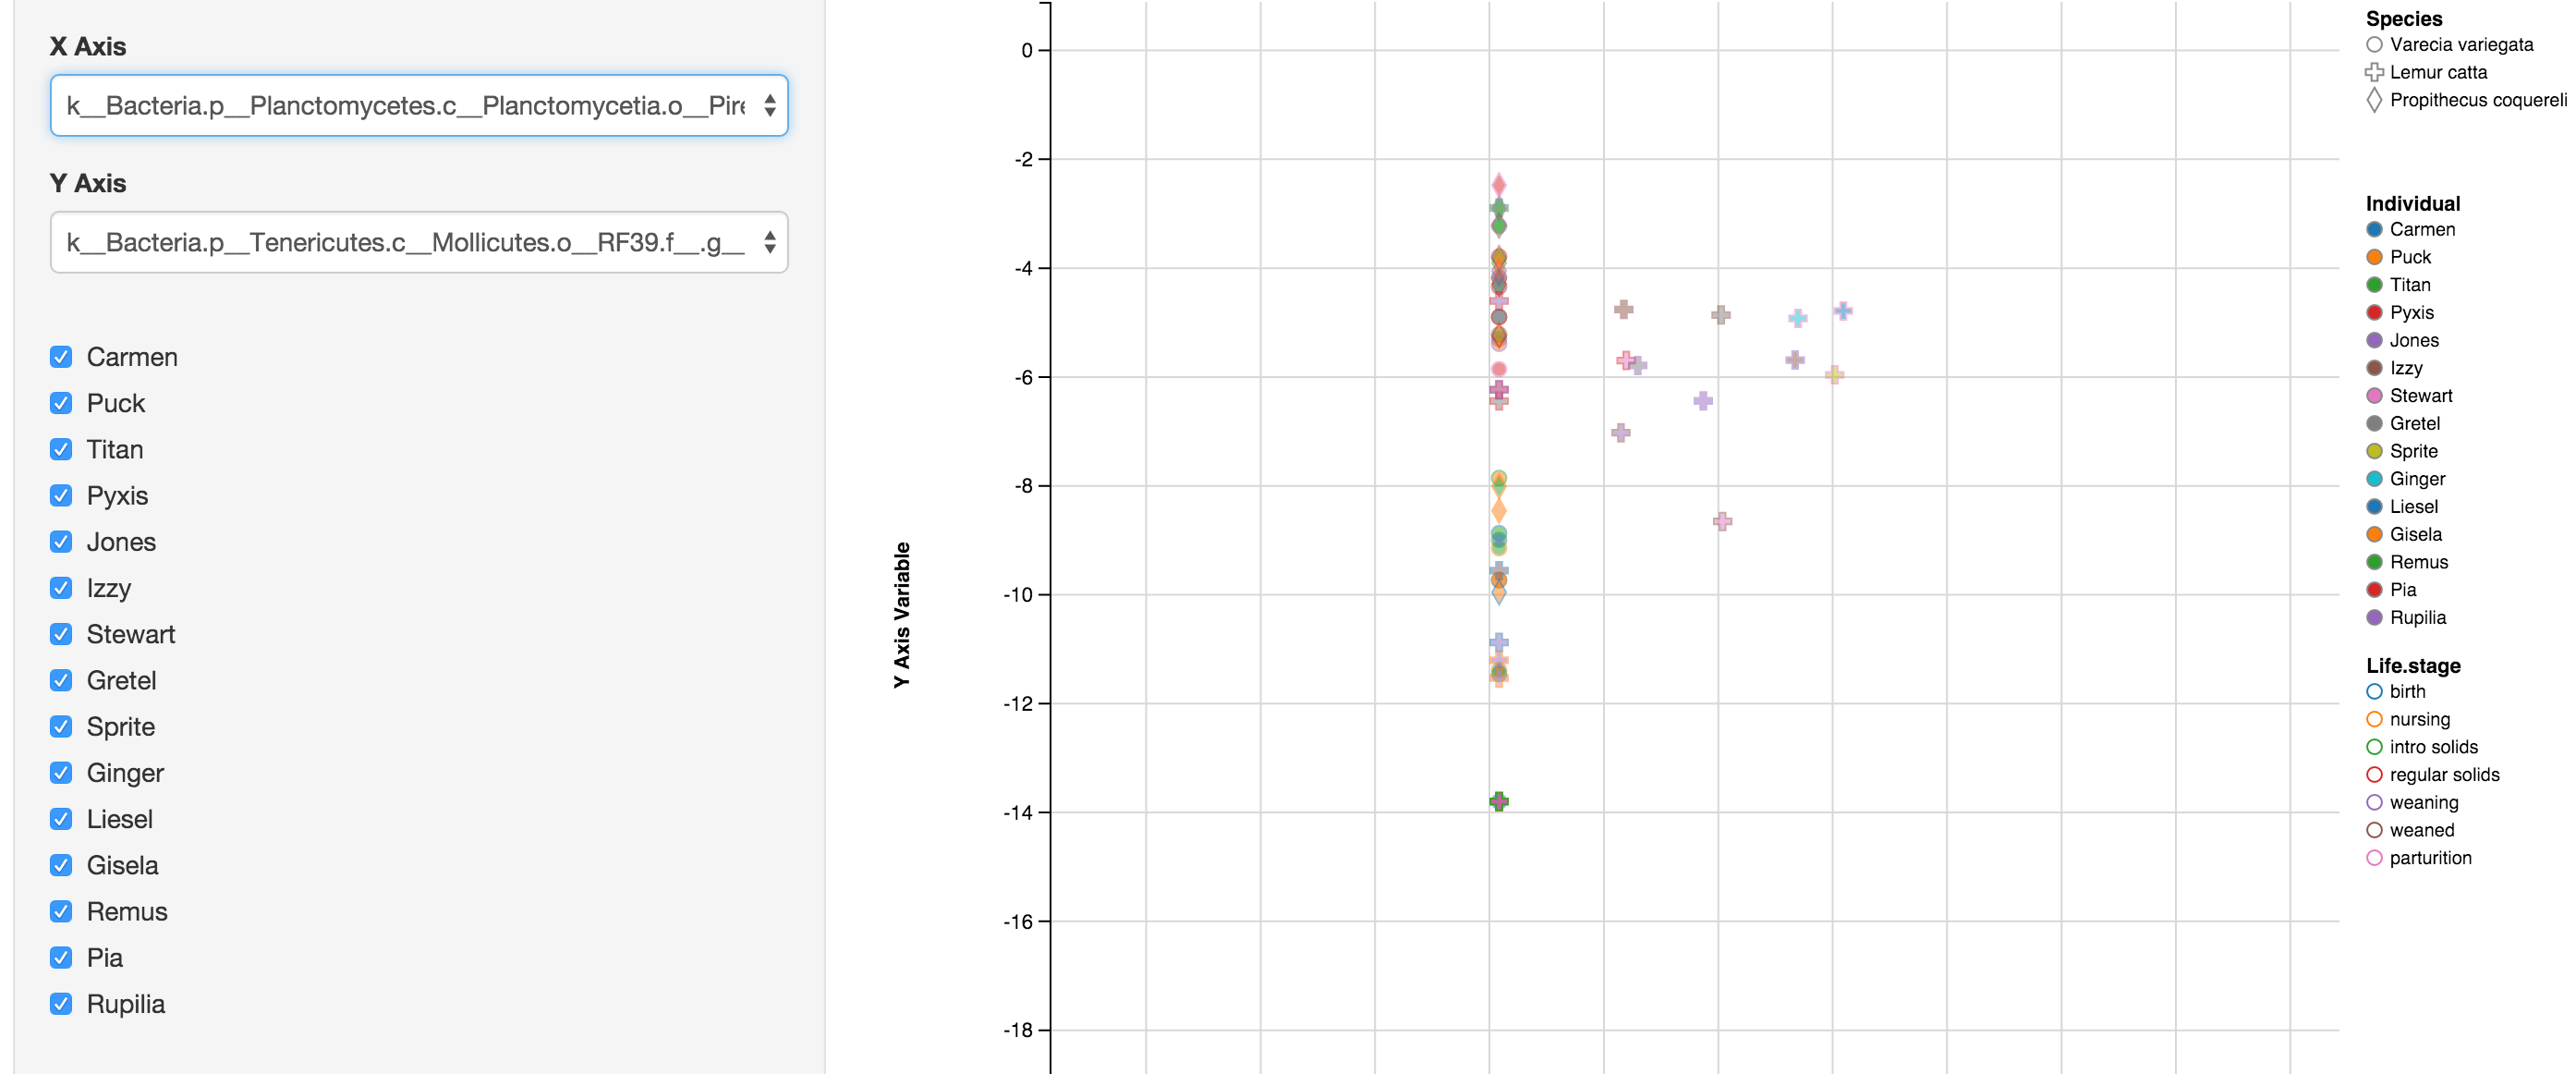 X Axis
k__Bacteria.p__Planctomycetes.c__Planctomycetia.o__Pire
Y Axis
k__Bacteria.p__Tenericutes.c__Mollicutes.o__RF39.f__.g__
Carmen
Puck
Titan
Pyxis
Jones
Izzy
Stewart
Gretel
Sprite
Ginger
Liesel
Gisela
Remus
Pia
Rupilia
Y Axis Variable
0
-2
-4
-6
-8
-10
-12
-14
-16
-18
Species
Varecia variegata
Lemur catta
Propithecus coquereli
Individual
Carmen
Puck
Titan
Pyxis
Jones
Izzy
Stewart
Gretel
Sprite
Ginger
Liesel
Gisela
Remus
Pia
Rupilia
Life.stage
birth
nursing
intro solids
regular solids
weaning
weaned
parturition